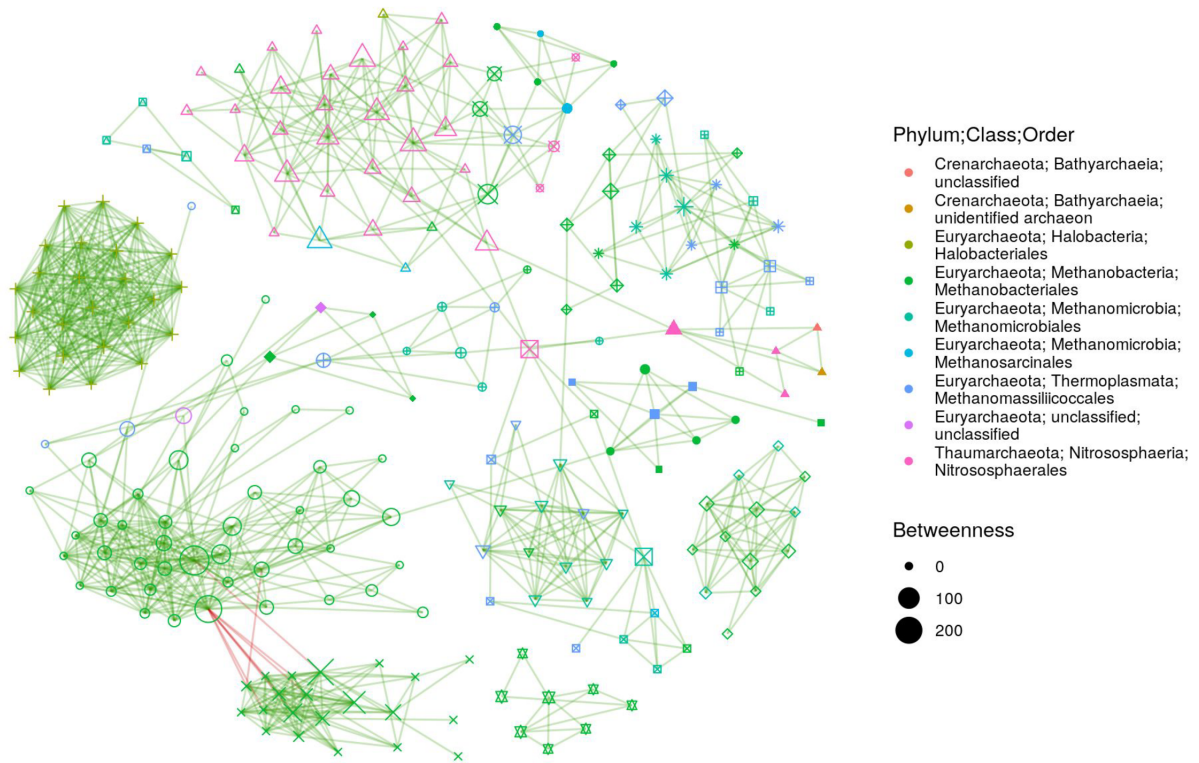 Phylum;Class;Order
Crenarchaeota; Bathyarchaeia;
unclassified
Crenarchaeota; Bathyarchaeia;
unidentified archaeon
Euryarchaeota; Halobacteria;
Halobacteriales
Euryarchaeota; Methanobacteria;
Methanobacteriales
Euryarchaeota; Methanomicrobia;
Methanomicrobiales
Euryarchaeota; Methanomicrobia;
Methanosarcinales
Euryarchaeota; Thermoplasmata;
Methanomassiliicoccales
Euryarchaeota; unclassified;
unclassified
Thaumarchaeota; Nitrososphaeria;
Nitrososphaerales
Betweenness
0
100
200